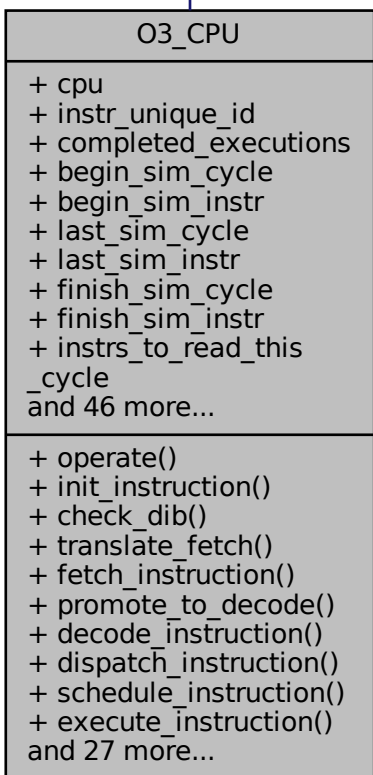 O3_CPU
+ cpu
+ instr_unique_id
+ completed_executions
+ begin_sim_cycle
+ begin_sim_instr
+ last_sim_cycle
+ last_sim_instr
+ finish_sim_cycle
+ finish_sim_instr
+ instrs_to_read_this
_cycle
and 46 more...
+ operate()
+ init_instruction()
+ check_dib()
+ translate_fetch()
+ fetch_instruction()
+ promote_to_decode()
+ decode_instruction()
+ dispatch_instruction()
+ schedule_instruction()
+ execute_instruction()
and 27 more...